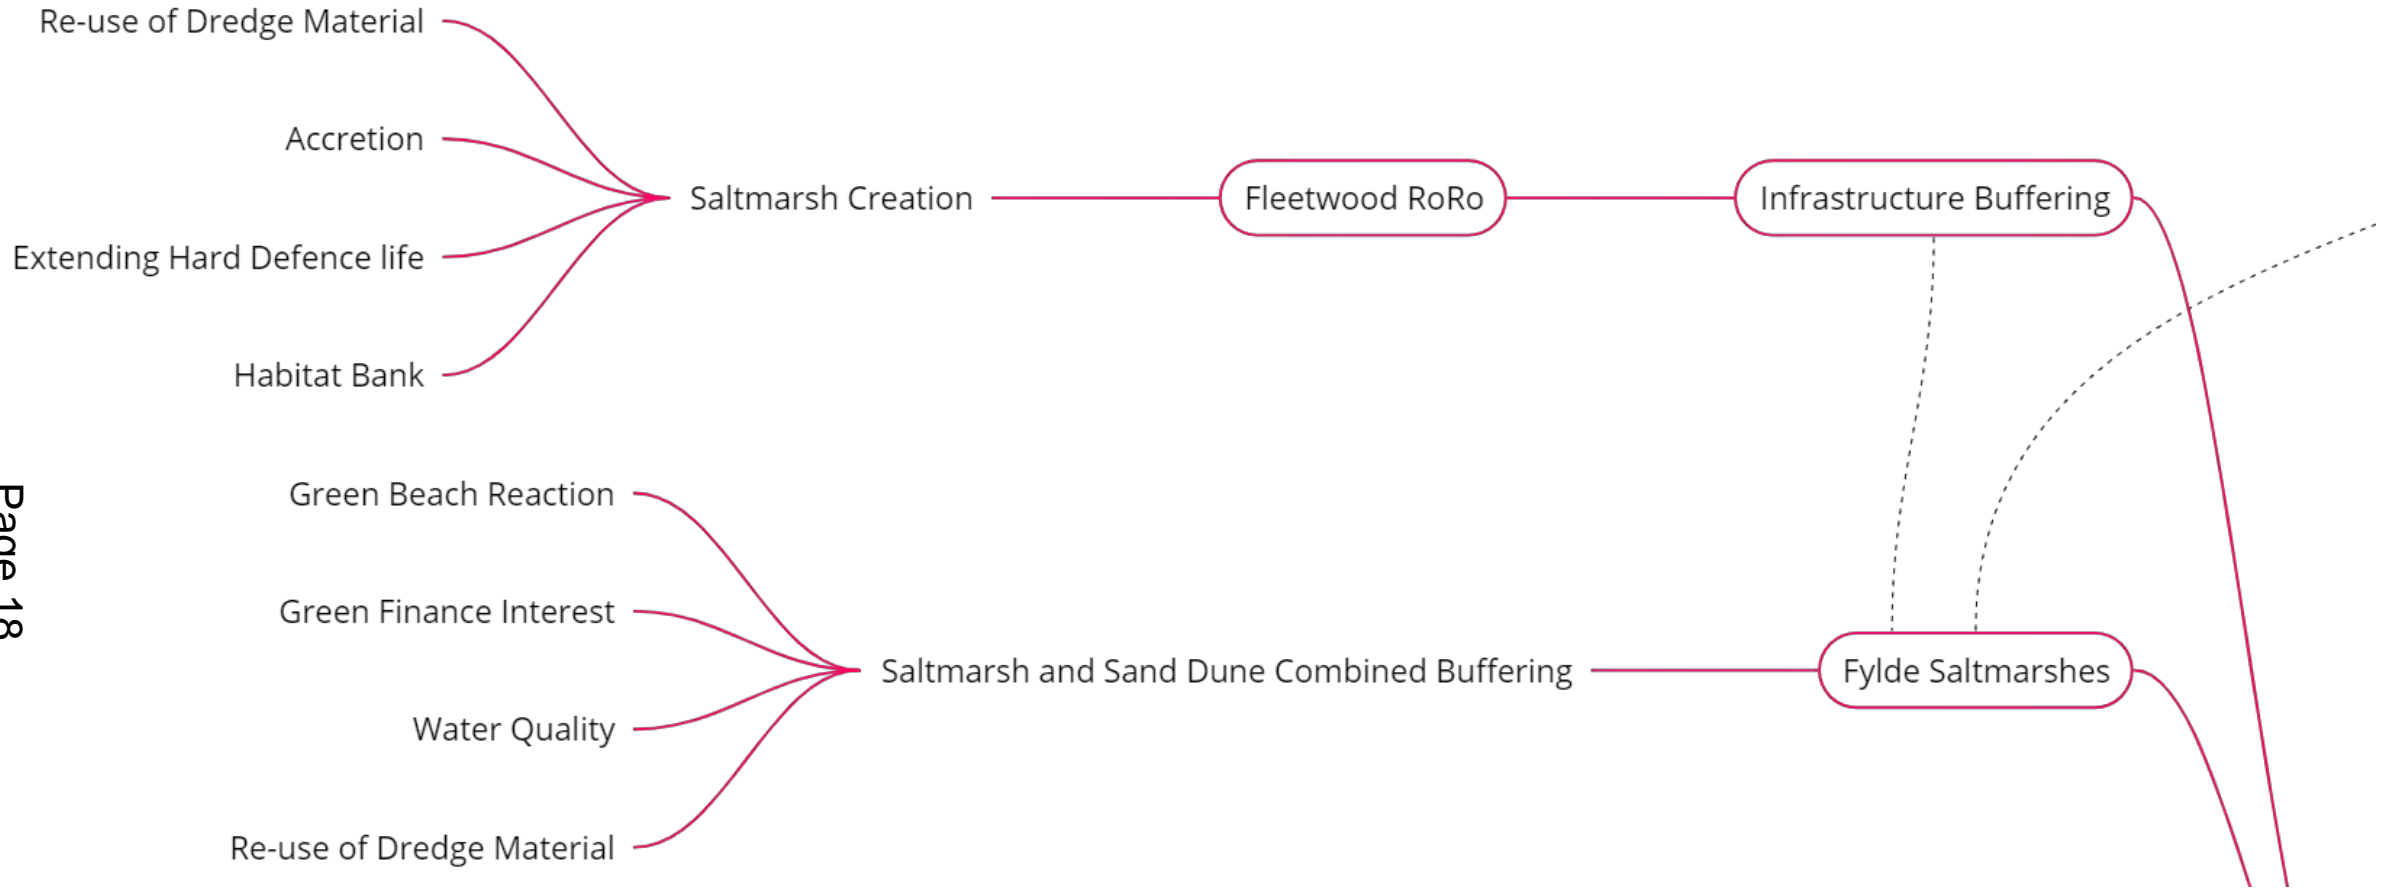 Re-use of Dredge Material
Accretion
Saltmarsh Creation
Fleetwood RoRo
Infrastructure Buffering
Extending Hard Defence life
Habitat Bank
Green Beach Reaction
Green Finance Interest
Saltmarsh and Sand Dune Combined Buffering
Fylde Saltmarshes
Water Quality
Re-use of Dredge Material
Page 18